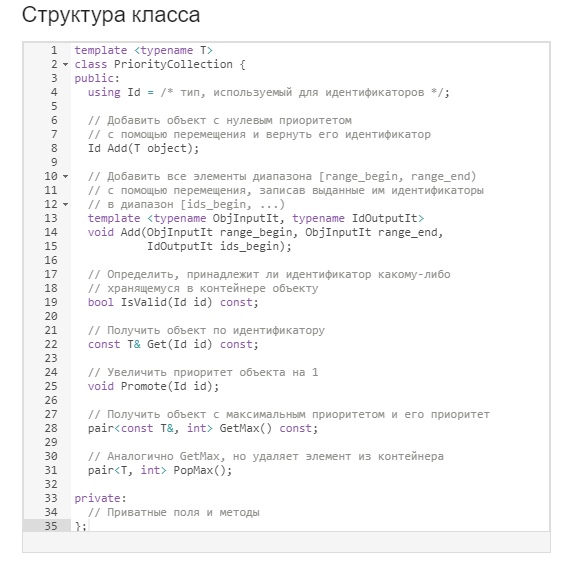 Структура класса
1 template <typename T>
2 class PriorityCollection {
3 public:
4   using Id = /* тип, используемый для идентификаторов */;
5
6   // Добавить объект с нулевым приоритетом
7   // с помощью перемещения и вернуть его идентификатор
8   Id Add(T object);
9
10   // Добавить все элементы диапазона [range_begin, range_end)
11   // с помощью перемещения, записав выданные им идентификаторы
12   // в диапазон [ids_begin, ...)
13   template <typename ObjInputIt, typename IdOutputIt>
14   void Add(ObjInputIt range_begin, ObjInputIt range_end,
15            IdOutputIt ids_begin);
16
17   // Определить, принадлежит ли идентификатор какому-либо
18   // хранящемуся в контейнере объекту
19   bool IsValid(Id id) const;
20
21   // Получить объект по идентификатору
22   const T& Get(Id id) const;
23
24   // Увеличить приоритет объекта на 1
25   void Promote(Id id);
26
27   // Получить объект с максимальным приоритетом и его приоритет
28   pair<const T&, int> GetMax() const;
29
30   // Аналогично GetMax, но удаляет элемент из контейнера
31   pair<T, int> PopMax();
32
33 private:
34   // Приватные поля и методы
35 };